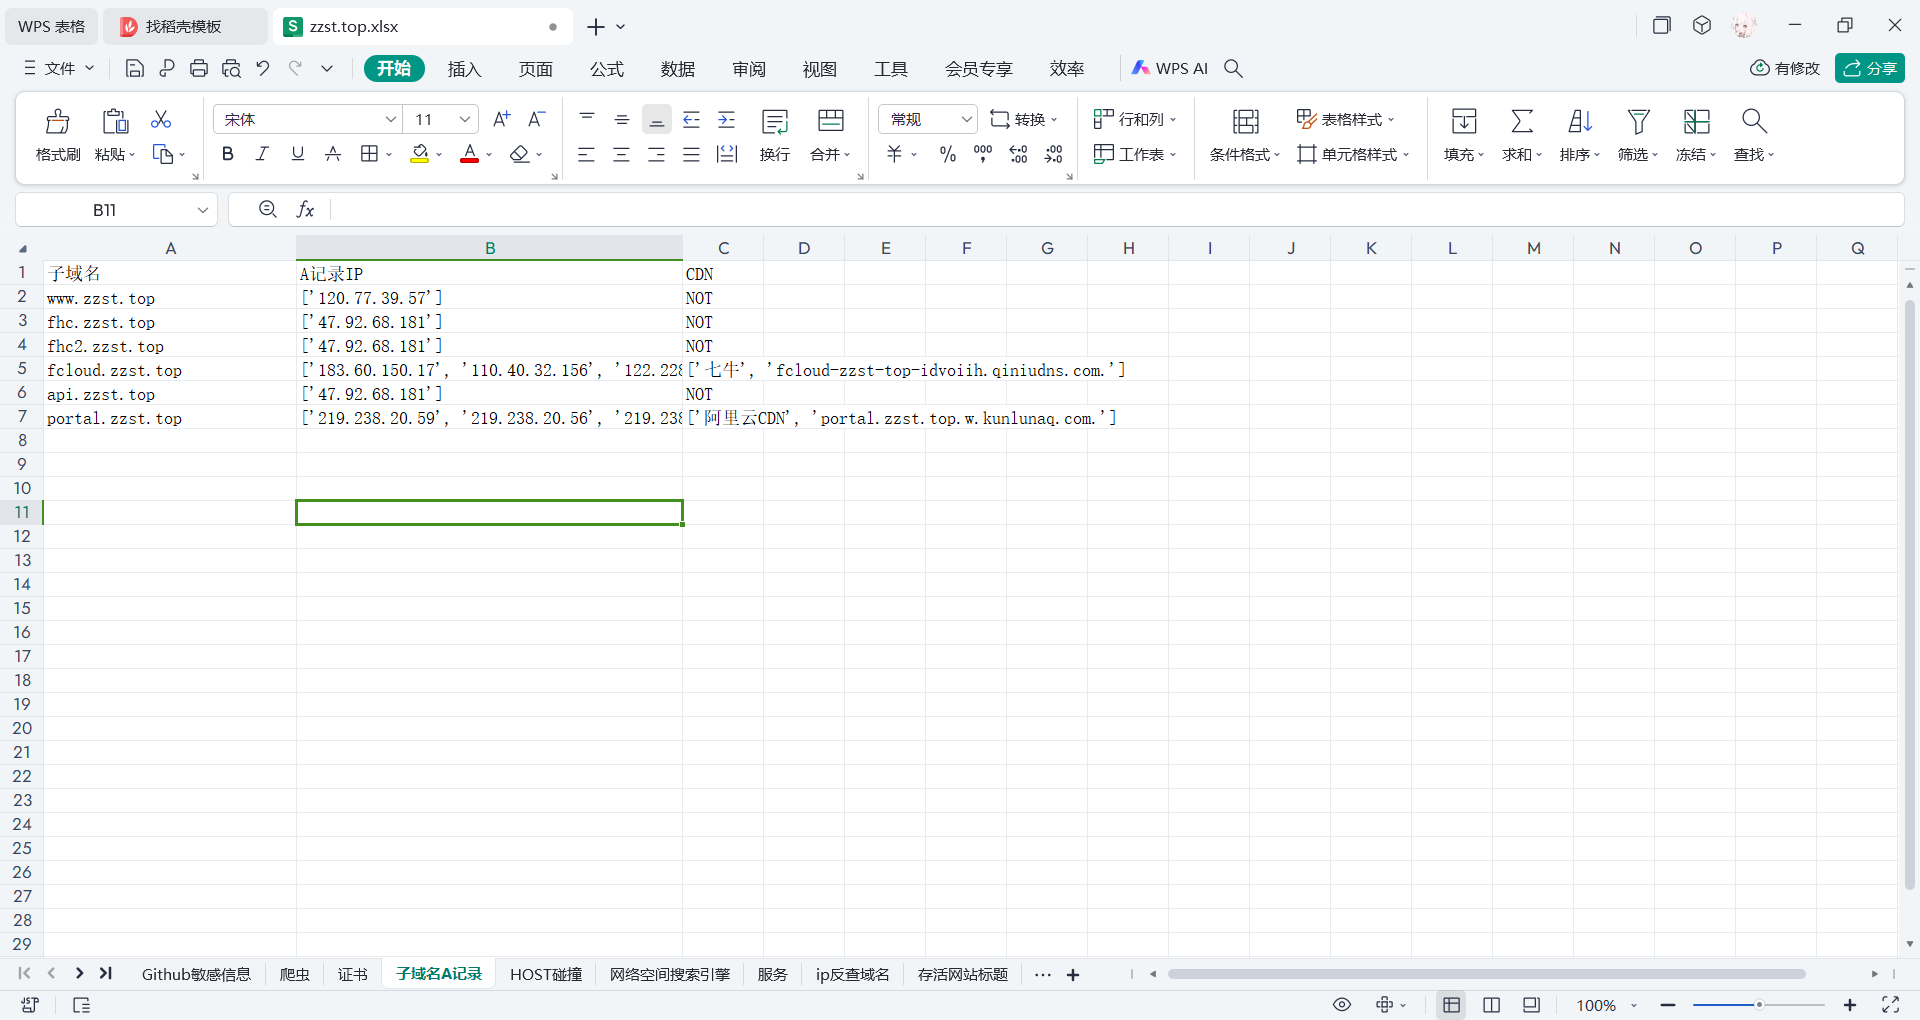 WPS 表格 找稻壳模板 S zzst.top.xlsx
文件 开始 插入 页面 公式 数据 审阅 视图 工具 会员专享 效率 WPS AI 有修改 分享
宋体 11 A+ A- 常规 转换 行和列 表格样式
格式刷 粘贴 B I U A A 换行 合并 羊 % 000 .00 .00 工作表 条件格式 单元格样式 填充 求和 排序 筛选 冻结 查找
B11 fx
A B C D E F G H I J K L M N O P Q
1 子域名 A记录IP CDN
2 www.zzst.top ['120.77.39.57'] NOT
3 fhc.zzst.top ['47.92.68.181'] NOT
4 fhc2.zzst.top ['47.92.68.181'] NOT
5 fcloud.zzst.top ['183.60.150.17', '110.40.32.156', '122.228 ['七牛', 'fcloud-zzst-top-idvoiih.qiniudns.com.']
6 api.zzst.top ['47.92.68.181'] NOT
7 portal.zzst.top ['219.238.20.59', '219.238.20.56', '219.238 ['阿里云CDN', 'portal.zzst.top.w.kunlunaq.com.']
8
9
10
11
12
13
14
15
16
17
18
19
20
21
22
23
24
25
26
27
28
29
Github敏感信息 爬虫 证书 子域名A记录 HOST碰撞 网络空间搜索引擎 服务 ip反查域名 存活网站标题 ··· +
100%